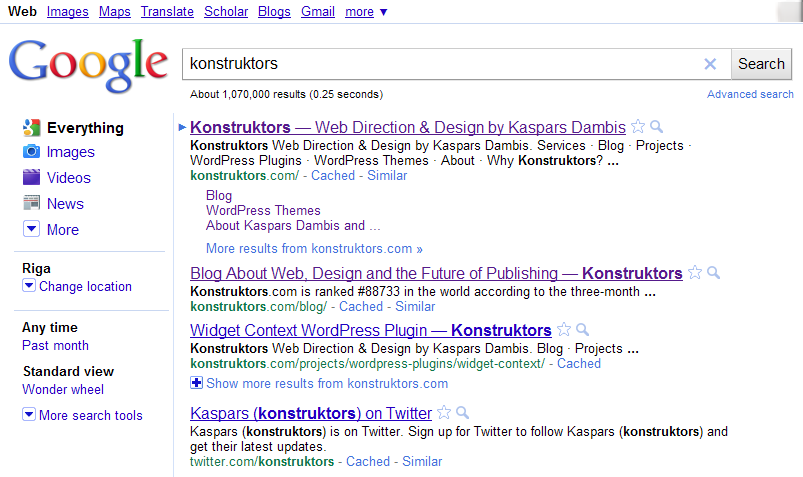 Web Images Maps Translate Scholar Blogs Gmail more ▼
Google
konstruktors
Search
About 1,070,000 results (0.25 seconds)
Advanced search
Everything
Images
Videos
News
More
Riga
Change location
Any time
Past month
Standard view
Wonder wheel
More search tools
Konstruktors — Web Direction & Design by Kaspars Dambis
Konstruktors Web Direction & Design by Kaspars Dambis. Services · Blog · Projects ·
WordPress Plugins · WordPress Themes · About · Why Konstruktors? ...
konstruktors.com/ - Cached - Similar
Blog
WordPress Themes
About Kaspars Dambis and ...
More results from konstruktors.com »
Blog About Web, Design and the Future of Publishing — Konstruktors
Konstruktors.com is ranked #88733 in the world according to the three-month ...
konstruktors.com/blog/ - Cached - Similar
Widget Context WordPress Plugin — Konstruktors
Konstruktors Web Direction & Design by Kaspars Dambis. Blog · Projects ...
konstruktors.com/projects/wordpress-plugins/widget-context/ - Cached
Show more results from konstruktors.com
Kaspars (konstruktors) on Twitter
Kaspars (konstruktors) is on Twitter. Sign up for Twitter to follow Kaspars (konstruktors) and
get their latest updates.
twitter.com/konstruktors - Cached - Similar